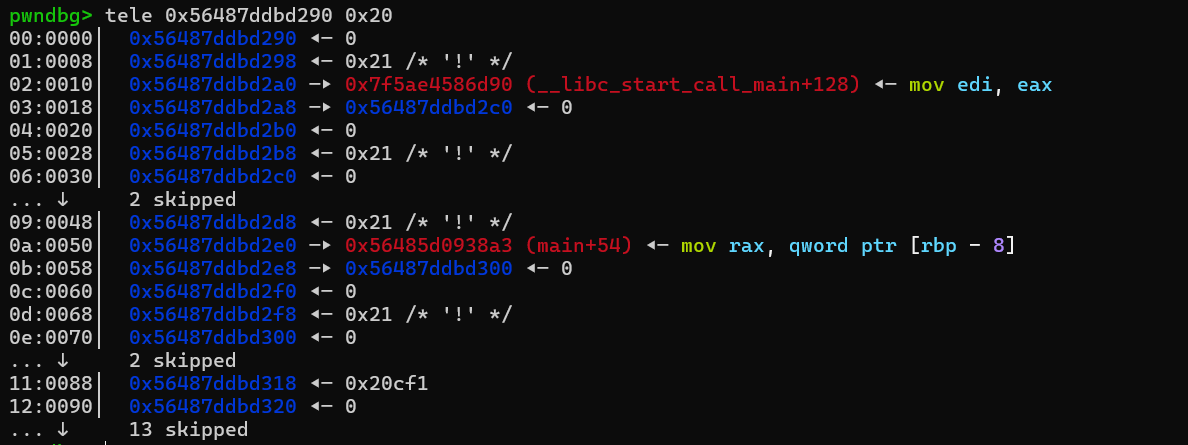 pwndbg> tele 0x56487ddbd290 0x20
00:0000│  0x56487ddbd290 ◂— 0
01:0008│  0x56487ddbd298 ◂— 0x21 /* '!' */
02:0010│  0x56487ddbd2a0 —▸ 0x7f5ae4586d90 (__libc_start_call_main+128) ◂— mov edi, eax
03:0018│  0x56487ddbd2a8 —▸ 0x56487ddbd2c0 ◂— 0
04:0020│  0x56487ddbd2b0 ◂— 0
05:0028│  0x56487ddbd2b8 ◂— 0x21 /* '!' */
06:0030│  0x56487ddbd2c0 ◂— 0
... ↓     2 skipped
09:0048│  0x56487ddbd2d8 ◂— 0x21 /* '!' */
0a:0050│  0x56487ddbd2e0 —▸ 0x56485d0938a3 (main+54) ◂— mov rax, qword ptr [rbp - 8]
0b:0058│  0x56487ddbd2e8 —▸ 0x56487ddbd300 ◂— 0
0c:0060│  0x56487ddbd2f0 ◂— 0
0d:0068│  0x56487ddbd2f8 ◂— 0x21 /* '!' */
0e:0070│  0x56487ddbd300 ◂— 0
... ↓     2 skipped
11:0088│  0x56487ddbd318 ◂— 0x20cf1
12:0090│  0x56487ddbd320 ◂— 0
... ↓     13 skipped